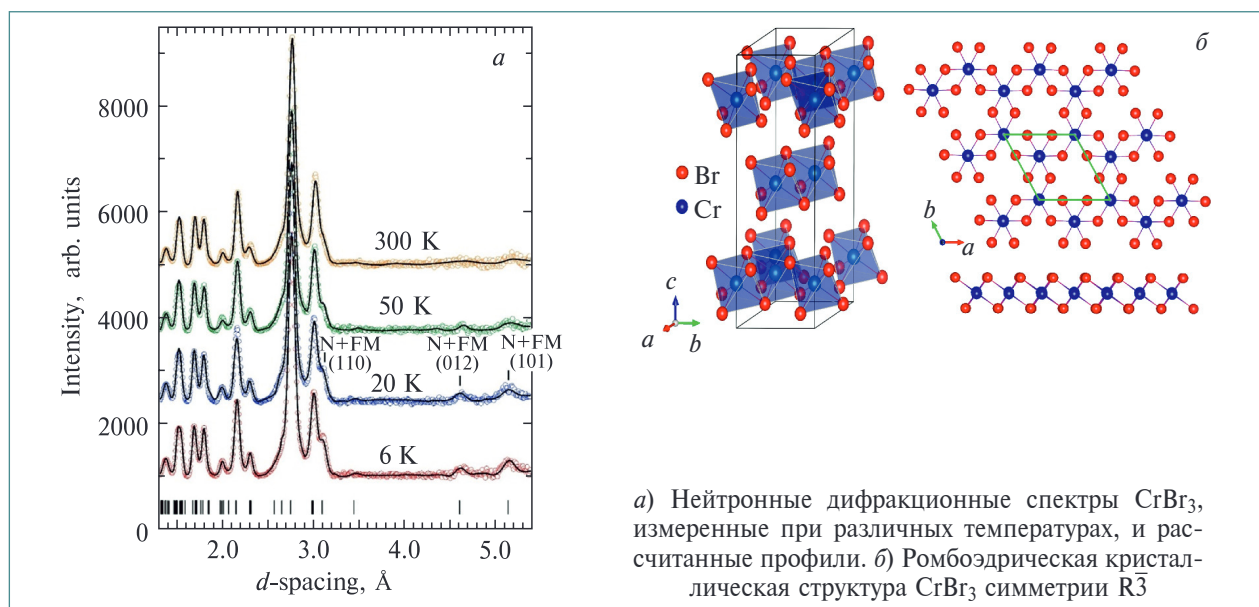 а
Intensity, arb. units
8000
6000
4000
2000
0
300 K
50 K
N+FM
(110)
N+FM
(012)
N+FM
(101)
20 K
6 K
2.0 3.0 4.0 5.0
d-spacing, Å
б
Br
Cr
c
a
b
b
a
а) Нейтронные дифракционные спектры CrBr₃,
измеренные при различных температурах, и рас-
считанные профили. б) Ромбоэдрическая кристал-
лическая структура CrBr₃ симметрии R3̅